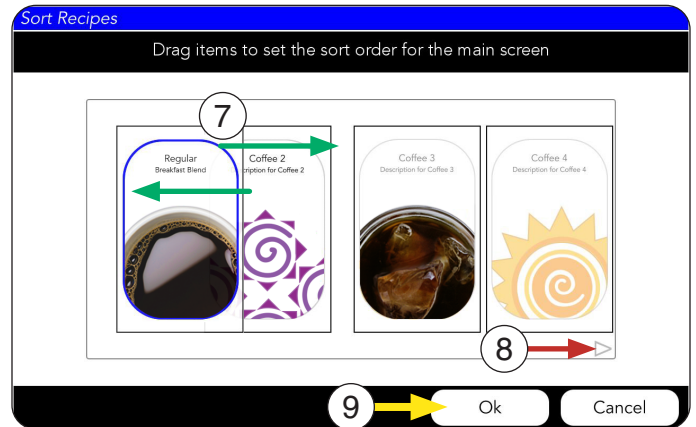 Sort Recipes
Drag items to set the sort order for the main screen
7
Regular
Breakfast Blend
Coffee 2
cription for Coffee 2
Coffee 3
Description for Coffee 3
Coffee 4
Description for Coffee 4
8
9
Ok
Cancel